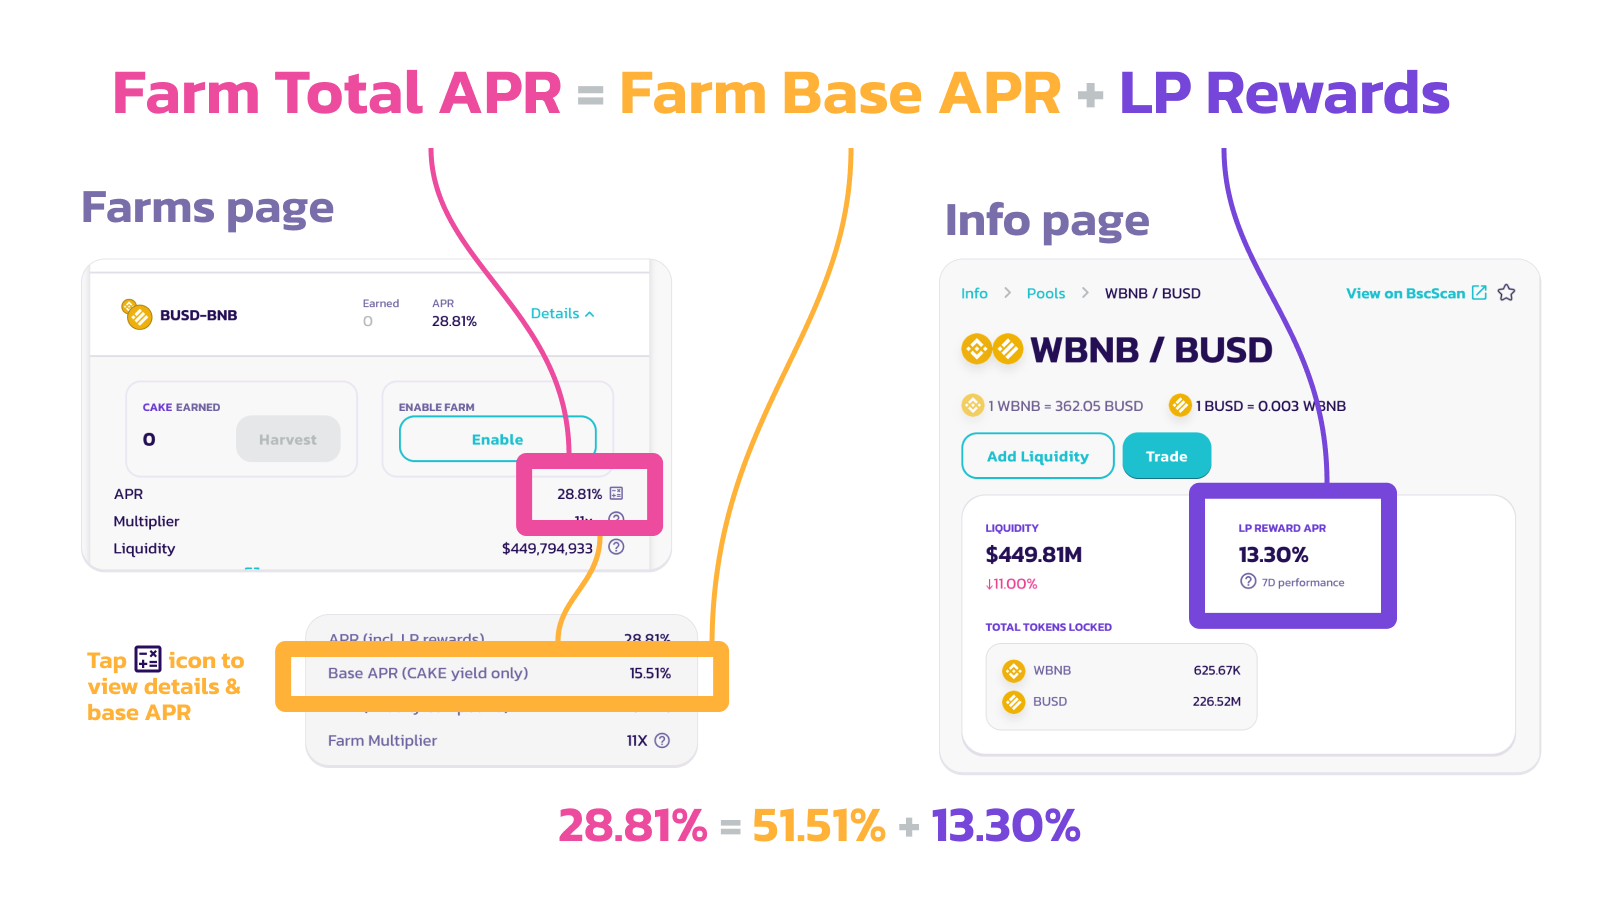 Farm Total APR = Farm Base APR + LP Rewards
Farms page
BUSD-BNB
Earned
0
APR
28.81%
Details
CAKE EARNED
0
Harvest
ENABLE FARM
Enable
APR
28.81%
Multiplier
11x
Liquidity
$449,794,933
Tap icon to
view details &
base APR
APR (incl. LP rewards)
28.81%
Base APR (CAKE yield only)
15.51%
Farm Multiplier
11X
Info page
Info > Pools > WBNB / BUSD
View on BscScan
WBNB / BUSD
1 WBNB = 362.05 BUSD
1 BUSD = 0.003 WBNB
Add Liquidity
Trade
LIQUIDITY
$449.81M
↓11.00%
LP REWARD APR
13.30%
7D performance
TOTAL TOKENS LOCKED
WBNB
625.67K
BUSD
226.52M
28.81% = 51.51% + 13.30%